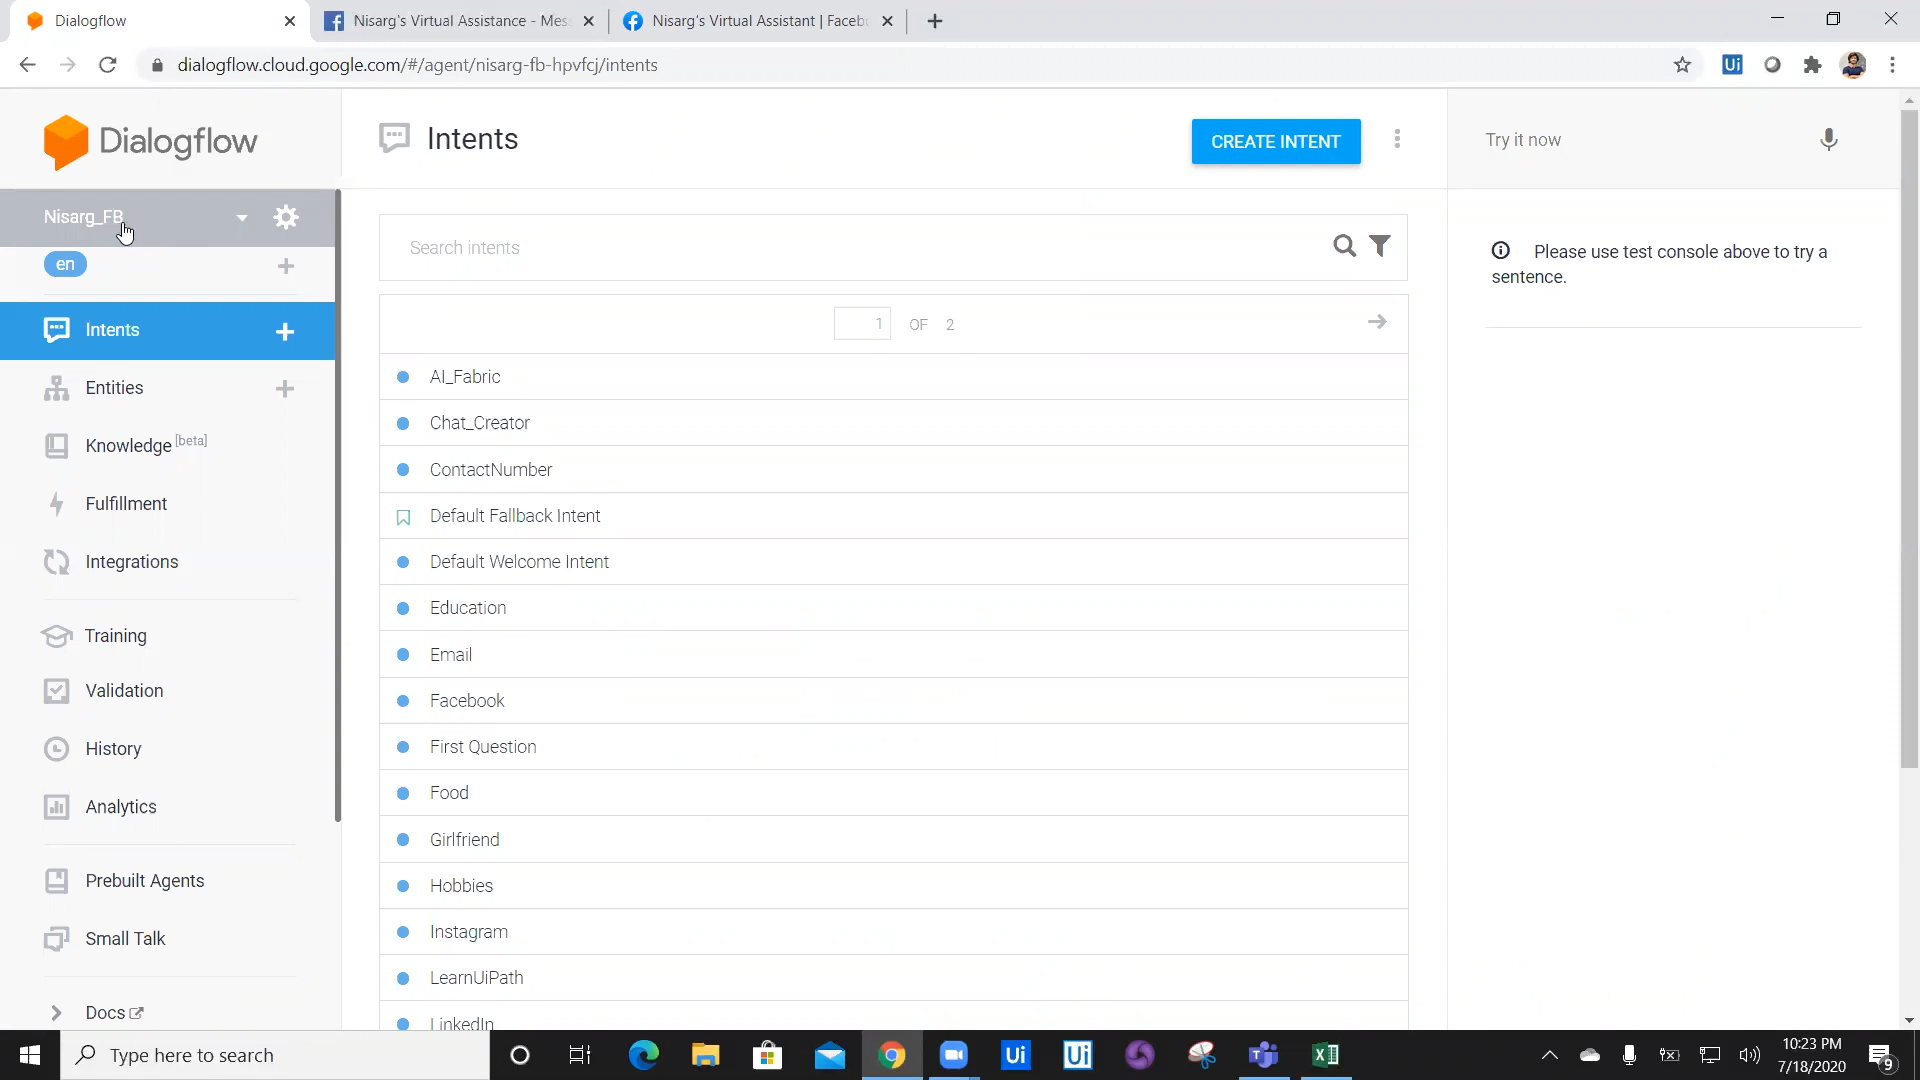 Dialogflow
Nisarg's Virtual Assistance - Mes
Nisarg's Virtual Assistant | Faceb
dialogflow.cloud.google.com/#/agent/nisarg-fb-hpvfcj/intents
Dialogflow
Intents
CREATE INTENT
Try it now
Nisarg_FB
en
Search intents
Please use test console above to try a
sentence.
Intents
1 OF 2
Entities
AI_Fabric
Chat_Creator
Knowledge [beta]
ContactNumber
Fulfillment
Default Fallback Intent
Integrations
Default Welcome Intent
Education
Training
Email
Validation
Facebook
History
First Question
Analytics
Food
Girlfriend
Prebuilt Agents
Hobbies
Small Talk
Instagram
LearnUiPath
Docs
LinkedIn
Type here to search
Ui
Ui
10:23 PM
7/18/2020
9